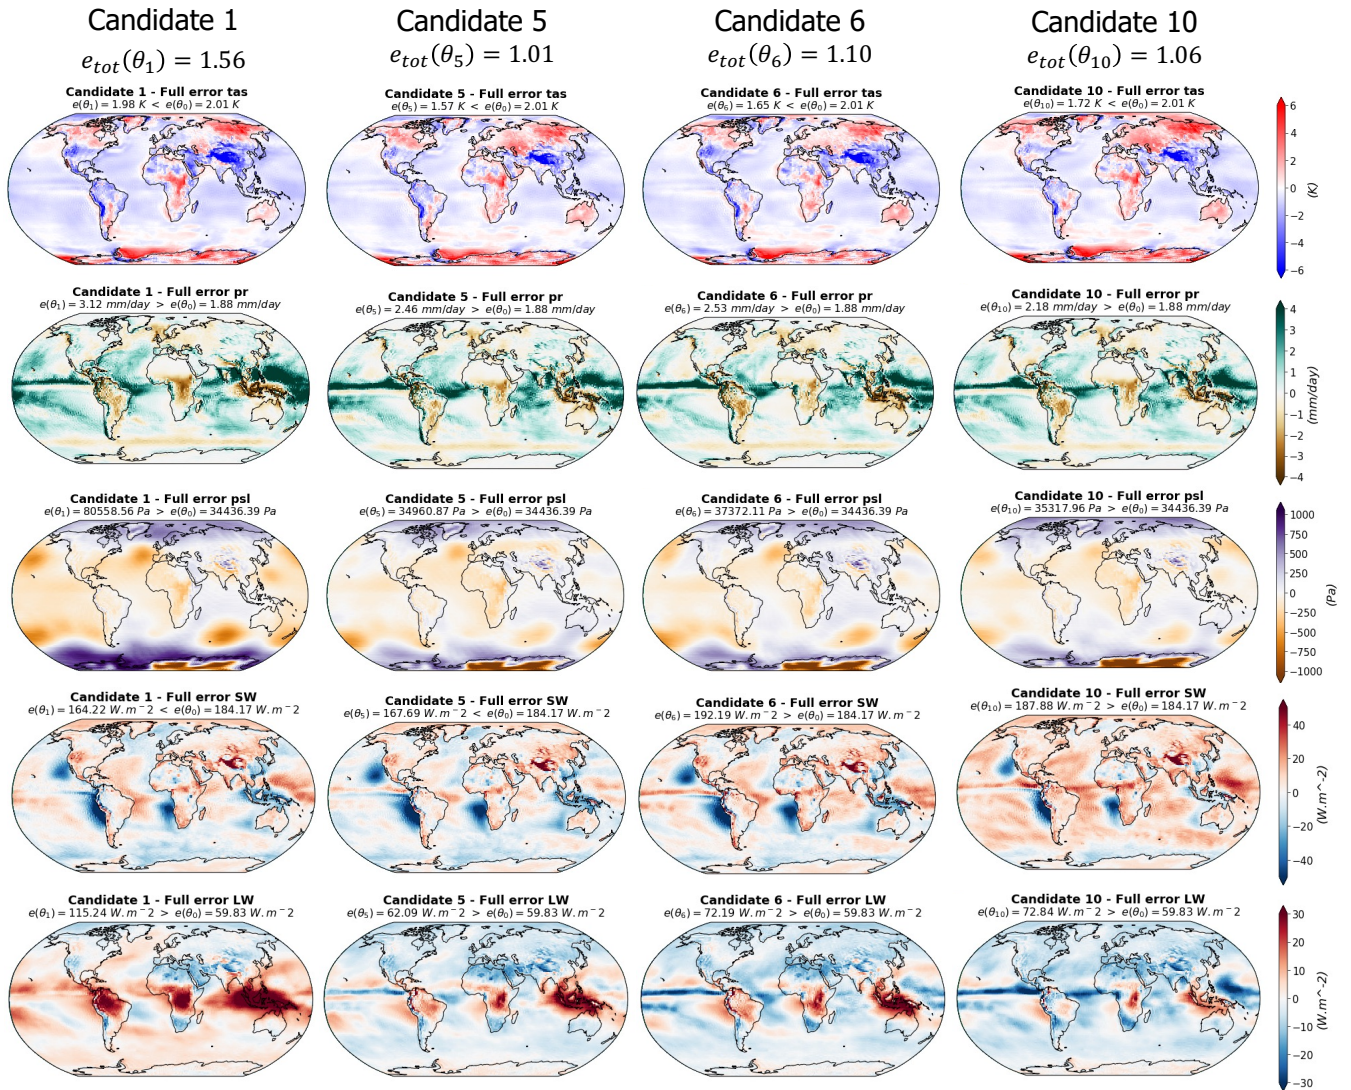 Candidate 1 Candidate 5 Candidate 6 Candidate 10
e_tot(θ_1) = 1.56 e_tot(θ_5) = 1.01 e_tot(θ_6) = 1.10 e_tot(θ_10) = 1.06
Candidate 1 - Full error tas Candidate 5 - Full error tas Candidate 6 - Full error tas Candidate 10 - Full error tas
e(θ_1) = 1.98 K < e(θ_0) = 2.01 K e(θ_5) = 1.57 K < e(θ_0) = 2.01 K e(θ_6) = 1.65 K < e(θ_0) = 2.01 K e(θ_10) = 1.72 K < e(θ_0) = 2.01 K
6
4
2
0
−2
−4
−6
(K)
Candidate 1 - Full error pr Candidate 5 - Full error pr Candidate 6 - Full error pr Candidate 10 - Full error pr
e(θ_1) = 3.12 mm/day > e(θ_0) = 1.88 mm/day e(θ_5) = 2.46 mm/day > e(θ_0) = 1.88 mm/day e(θ_6) = 2.53 mm/day > e(θ_0) = 1.88 mm/day e(θ_10) = 2.18 mm/day > e(θ_0) = 1.88 mm/day
4
3
2
1
0
−1
−2
−3
−4
(mm/day)
Candidate 1 - Full error psl Candidate 5 - Full error psl Candidate 6 - Full error psl Candidate 10 - Full error psl
e(θ_1) = 80558.56 Pa > e(θ_0) = 34436.39 Pa e(θ_5) = 34960.87 Pa > e(θ_0) = 34436.39 Pa e(θ_6) = 37372.11 Pa > e(θ_0) = 34436.39 Pa e(θ_10) = 35317.96 Pa > e(θ_0) = 34436.39 Pa
1000
750
500
250
0
−250
−500
−750
−1000
(Pa)
Candidate 1 - Full error SW Candidate 5 - Full error SW Candidate 6 - Full error SW Candidate 10 - Full error SW
e(θ_1) = 164.22 W.m^−2 < e(θ_0) = 184.17 W.m^−2 e(θ_5) = 167.69 W.m^−2 < e(θ_0) = 184.17 W.m^−2 e(θ_6) = 192.19 W.m^−2 > e(θ_0) = 184.17 W.m^−2 e(θ_10) = 187.88 W.m^−2 > e(θ_0) = 184.17 W.m^−2
40
20
0
−20
−40
(W.m^-2)
Candidate 1 - Full error LW Candidate 5 - Full error LW Candidate 6 - Full error LW Candidate 10 - Full error LW
e(θ_1) = 115.24 W.m^−2 > e(θ_0) = 59.83 W.m^−2 e(θ_5) = 62.09 W.m^−2 > e(θ_0) = 59.83 W.m^−2 e(θ_6) = 72.19 W.m^−2 > e(θ_0) = 59.83 W.m^−2 e(θ_10) = 72.84 W.m^−2 > e(θ_0) = 59.83 W.m^−2
30
20
10
0
−10
−20
−30
(W.m^-2)